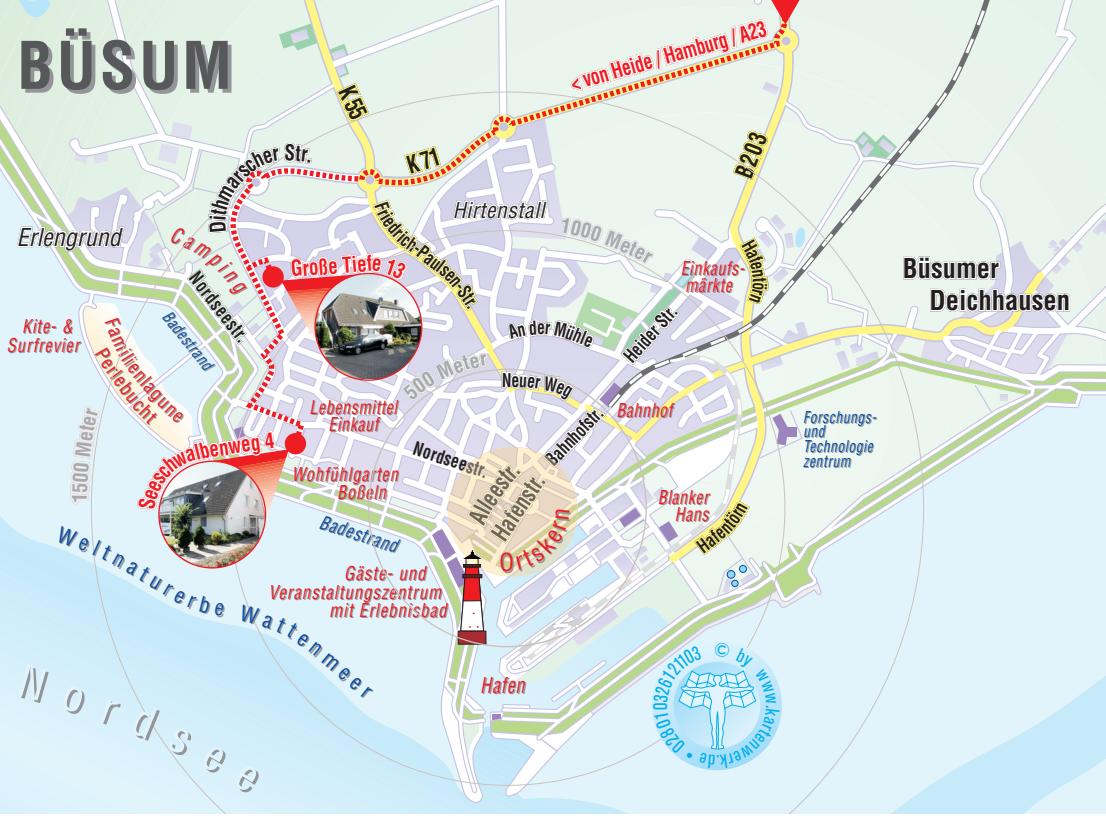 BÜSUM
< von Heide / Hamburg / A23
K 55
K 71
B203
Dithmarscher Str.
Hirtenstall
Erlengrund
Camping
Große Tiefe 13
Friedrich-Paulsen-Str.
1000 Meter
Einkaufs-
märkte
Hafentörn
Büsumer
Deichhausen
Nordseestr.
Kite- &
Surfrevier
Badestrand
Familienlagune
Perlebucht
An der Mühle
Heider Str.
500 Meter
Neuer Weg
Bahnhof
Bahnhofstr.
Lebensmittel
Einkauf
1500 Meter
Seeschwalbenweg 4
Nordseestr.
Forschungs-
und
Technologie
zentrum
Wohlfühlgarten
Boßeln
Alleestr.
Hafenstr.
Ortskern
Blanker
Hans
Hafentörn
Badestrand
Weltnaturerbe Wattenmeer
Gäste- und
Veranstaltungszentrum
mit Erlebnisbad
Hafen
Nordsee
028010326121103 © by www.kartenwerk.de •